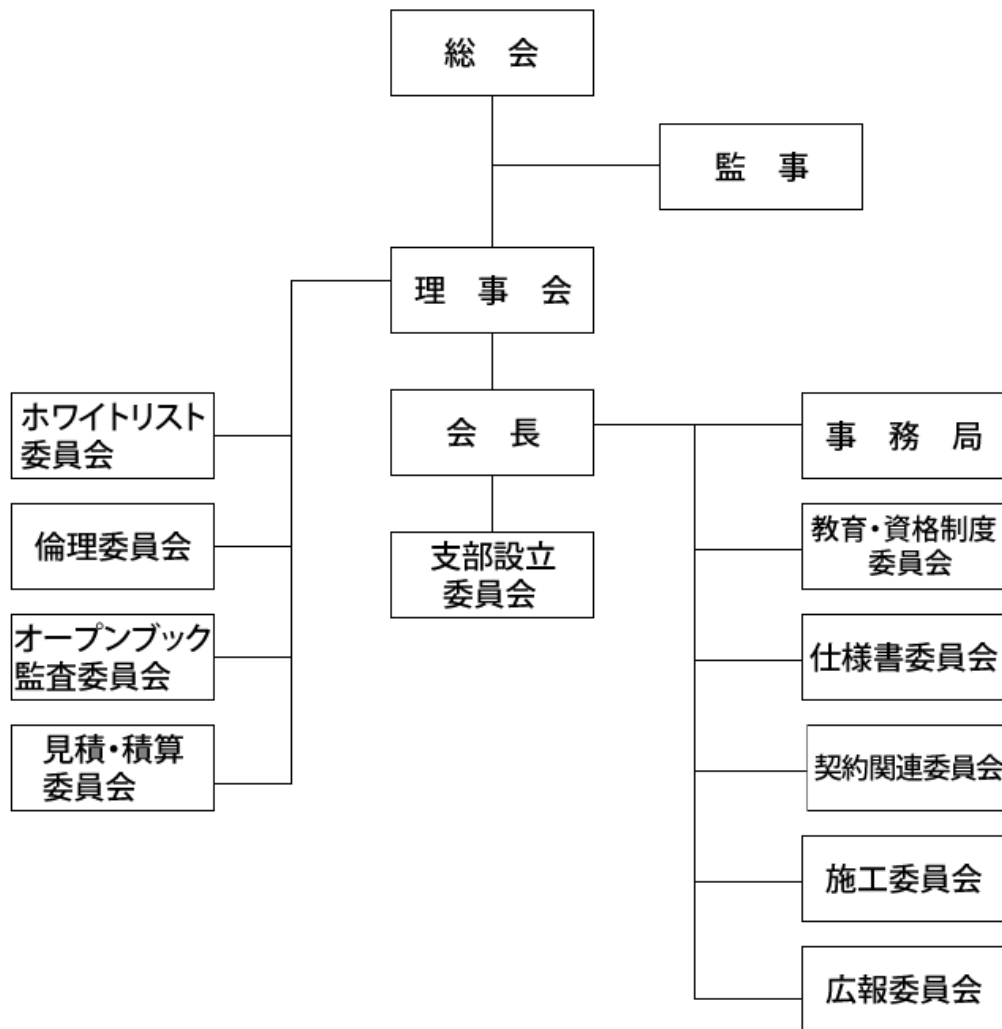 総　会
監　事
理　事　会
会　長
支部設立
委員会
ホワイトリスト
委員会
倫理委員会
オープンブック
監査委員会
見積・積算
委員会
事　務　局
教育・資格制度
委員会
仕様書委員会
契約関連委員会
施工委員会
広報委員会